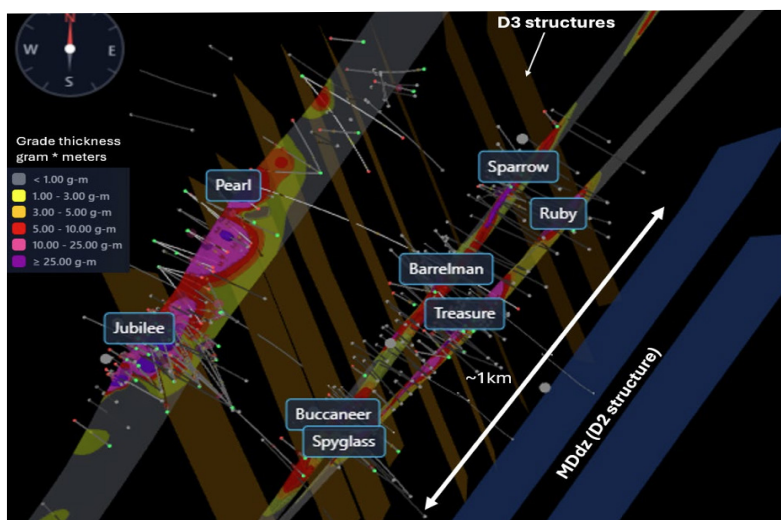 N
W
E
S
D3 structures
Grade thickness
gram * meters
< 1.00 g-m
1.00 - 3.00 g-m
3.00 - 5.00 g-m
5.00 - 10.00 g-m
10.00 - 25.00 g-m
≥ 25.00 g-m
Pearl
Sparrow
Ruby
Barrelman
Treasure
Jubilee
~1km
Buccaneer
Spyglass
MDdz (D2 structure)